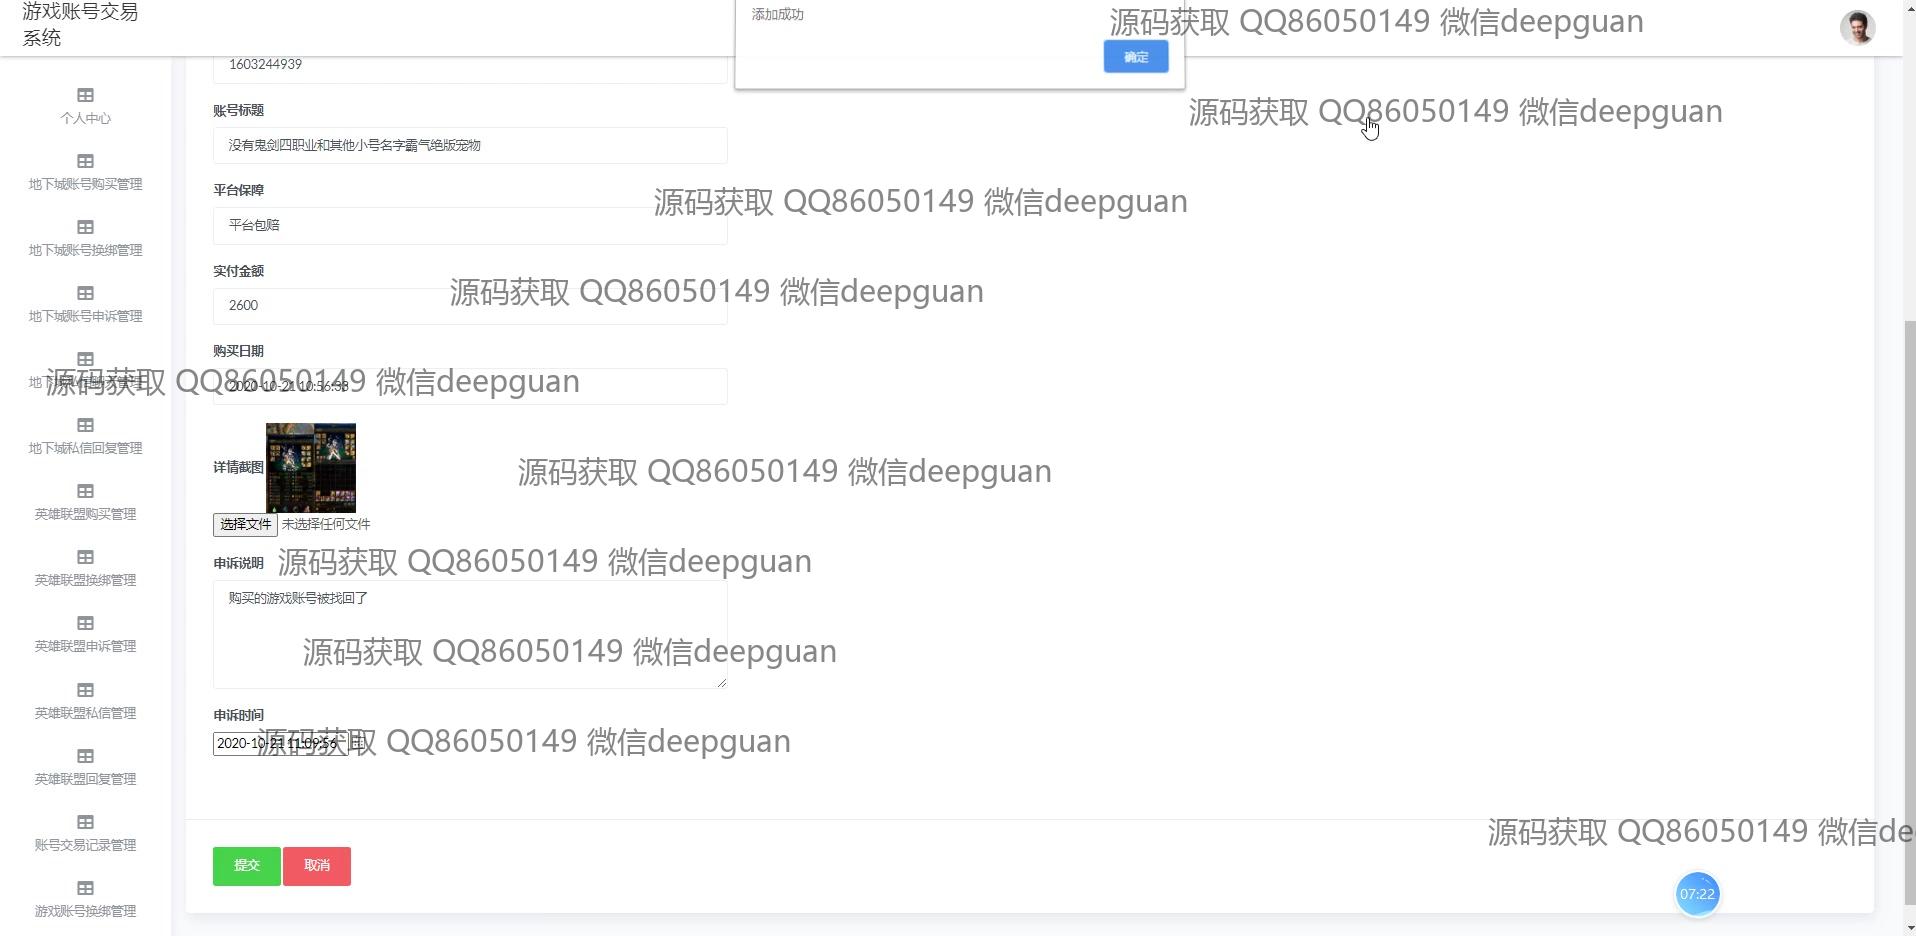 游戏账号交易
系统
添加成功
确定
源码获取 QQ86050149 微信deepguan
1603244939
个人中心
账号标题
源码获取 QQ86050149 微信deepguan
没有鬼剑四职业和其他小号名字霸气绝版宠物
地下城账号购买管理
平台保障
源码获取 QQ86050149 微信deepguan
平台包赔
地下城账号换绑管理
实付金额
源码获取 QQ86050149 微信deepguan
2600
地下城账号申诉管理
购买日期
源码获取 QQ86050149 微信deepguan
2020-10-21 10:56:33
地下城私信回复管理
详情截图
源码获取 QQ86050149 微信deepguan
英雄联盟购买管理
选择文件 未选择任何文件
申诉说明
源码获取 QQ86050149 微信deepguan
英雄联盟换绑管理
购买的游戏账号被找回了
英雄联盟申诉管理
源码获取 QQ86050149 微信deepguan
英雄联盟私信管理
申诉时间
2020-10-21 11:09:56
源码获取 QQ86050149 微信deepguan
英雄联盟回复管理
账号交易记录管理
源码获取 QQ86050149 微信de
提交
取消
07:22
游戏账号换绑管理